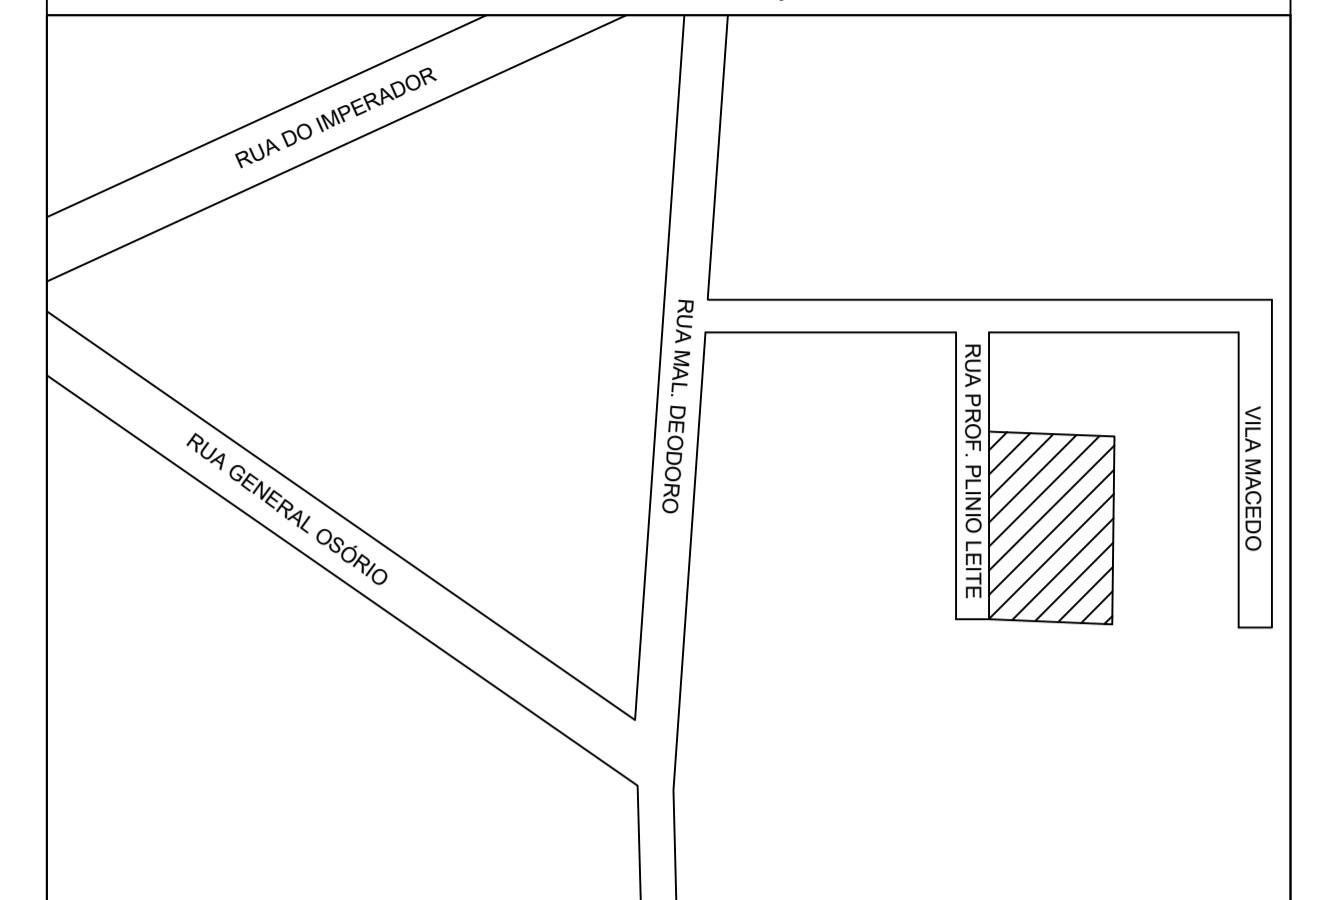 RUA DO IMPERADOR
RUA MAL. DEODORO
RUA PROF. PLINIO LEITE
VILA MACEDO
RUA GENERAL OSÓRIO